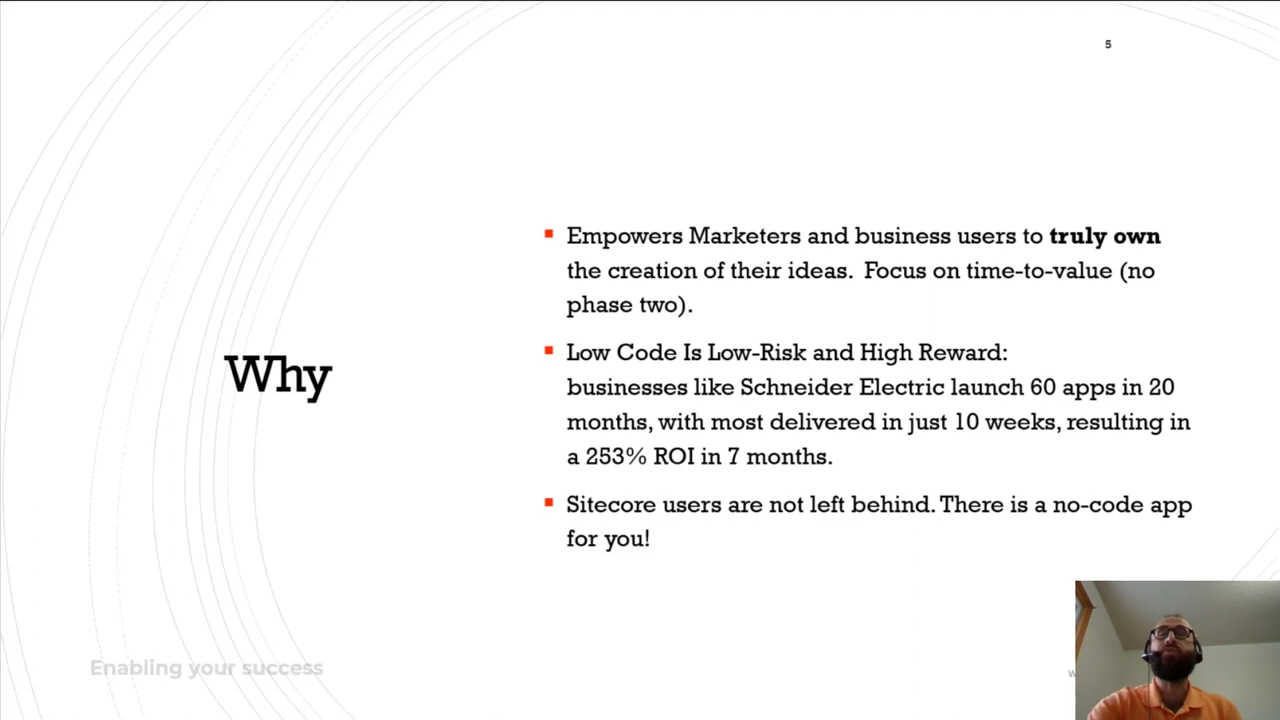 5
Why
Empowers Marketers and business users to truly own
the creation of their ideas.  Focus on time-to-value (no
phase two).
Low Code Is Low-Risk and High Reward:
businesses like Schneider Electric launch 60 apps in 20
months, with most delivered in just 10 weeks, resulting in
a 253% ROI in 7 months.
Sitecore users are not left behind. There is a no-code app
for you!
Enabling your success